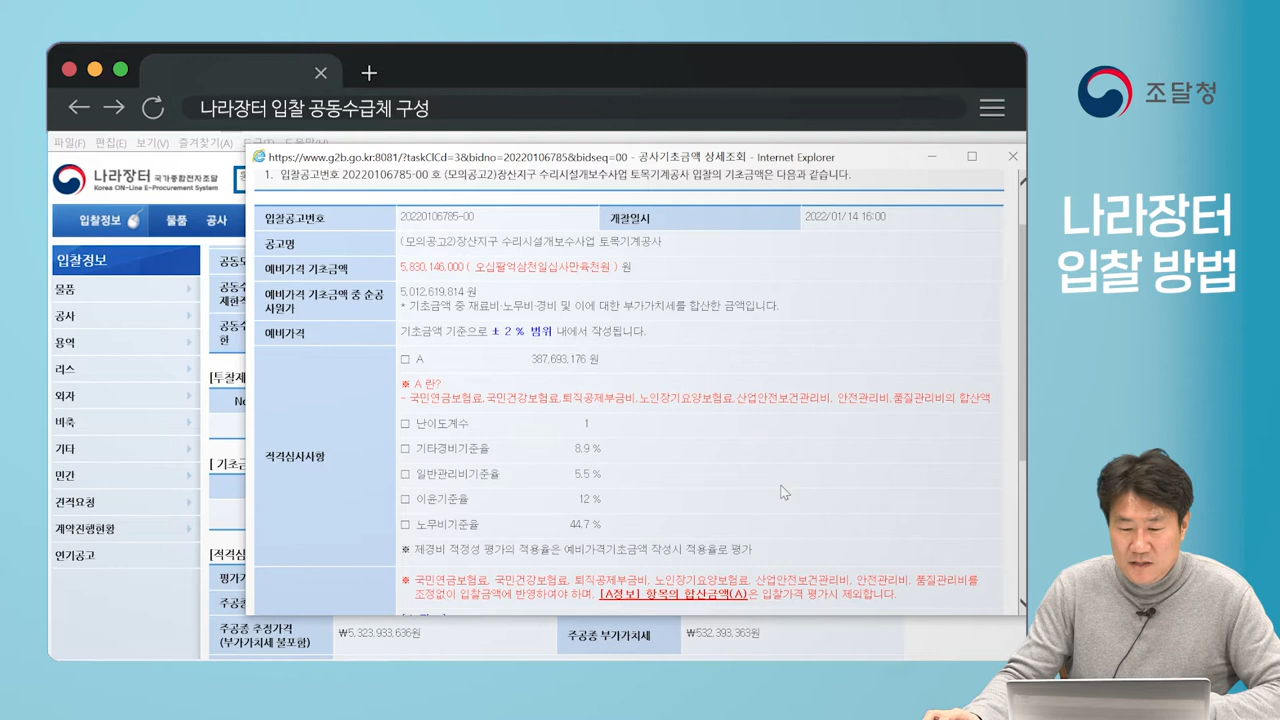 나라장터 입찰 공동수급체 구성
조달청
나라장터
입찰 방법
파일(F) 편집(E) 보기(V) 즐겨찾기(A)
나라장터 국가종합전자조달
Korea ON-Line E-Procurement System
입찰정보 물품 공사
입찰정보
물품
공사
용역
리스
외자
비축
기타
민간
견적요청
계약진행현황
인기공고
https://www.g2b.go.kr:8081/?taskClCd=3&bidno=20220106785&bidseq=00 - 공사기초금액 상세조회 - Internet Explorer
1. 입찰공고번호 20220106785-00 호 (모의공고2)장산지구 수리시설개보수사업 토목기계공사 입찰의 기초금액은 다음과 같습니다.
입찰공고번호 20220106785-00 개찰일시 2022/01/14 16:00
공고명 (모의공고2)장산지구 수리시설개보수사업 토목기계공사
예비가격 기초금액 5,830,146,000 ( 오십팔억삼천일십사만육천원 ) 원
예비가격 기초금액 중 순공사원가 5,012,619,814 원
* 기초금액 중 재료비·노무비·경비 및 이에 대한 부가가치세를 합산한 금액입니다.
예비가격 기초금액 기준으로 ± 2 % 범위 내에서 작성됩니다.
적격심사사항
□ A 387,693,176 원
※ A 란?
- 국민연금보험료,국민건강보험료,퇴직공제부금비,노인장기요양보험료,산업안전보건관리비, 안전관리비,품질관리비의 합산액
□ 난이도계수 1
□ 기타경비기준율 8.9 %
□ 일반관리비기준율 5.5 %
□ 이윤기준율 12 %
□ 노무비기준율 44.7 %
※ 제경비 적정성 평가의 적용율은 예비가격기초금액 작성시 적용율로 평가
※ 국민연금보험료, 국민건강보험료, 퇴직공제부금비, 노인장기요양보험료, 산업안전보건관리비, 안전관리비, 품질관리비를
조정없이 입찰금액에 반영하여야 하며, [A정보] 항목의 합산금액(A)은 입찰가격 평가시 제외합니다.
주공종 추정가격
(부가가치세 불포함) ₩5,323,933,636원 주공종 부가가치세 ₩532,393,363원